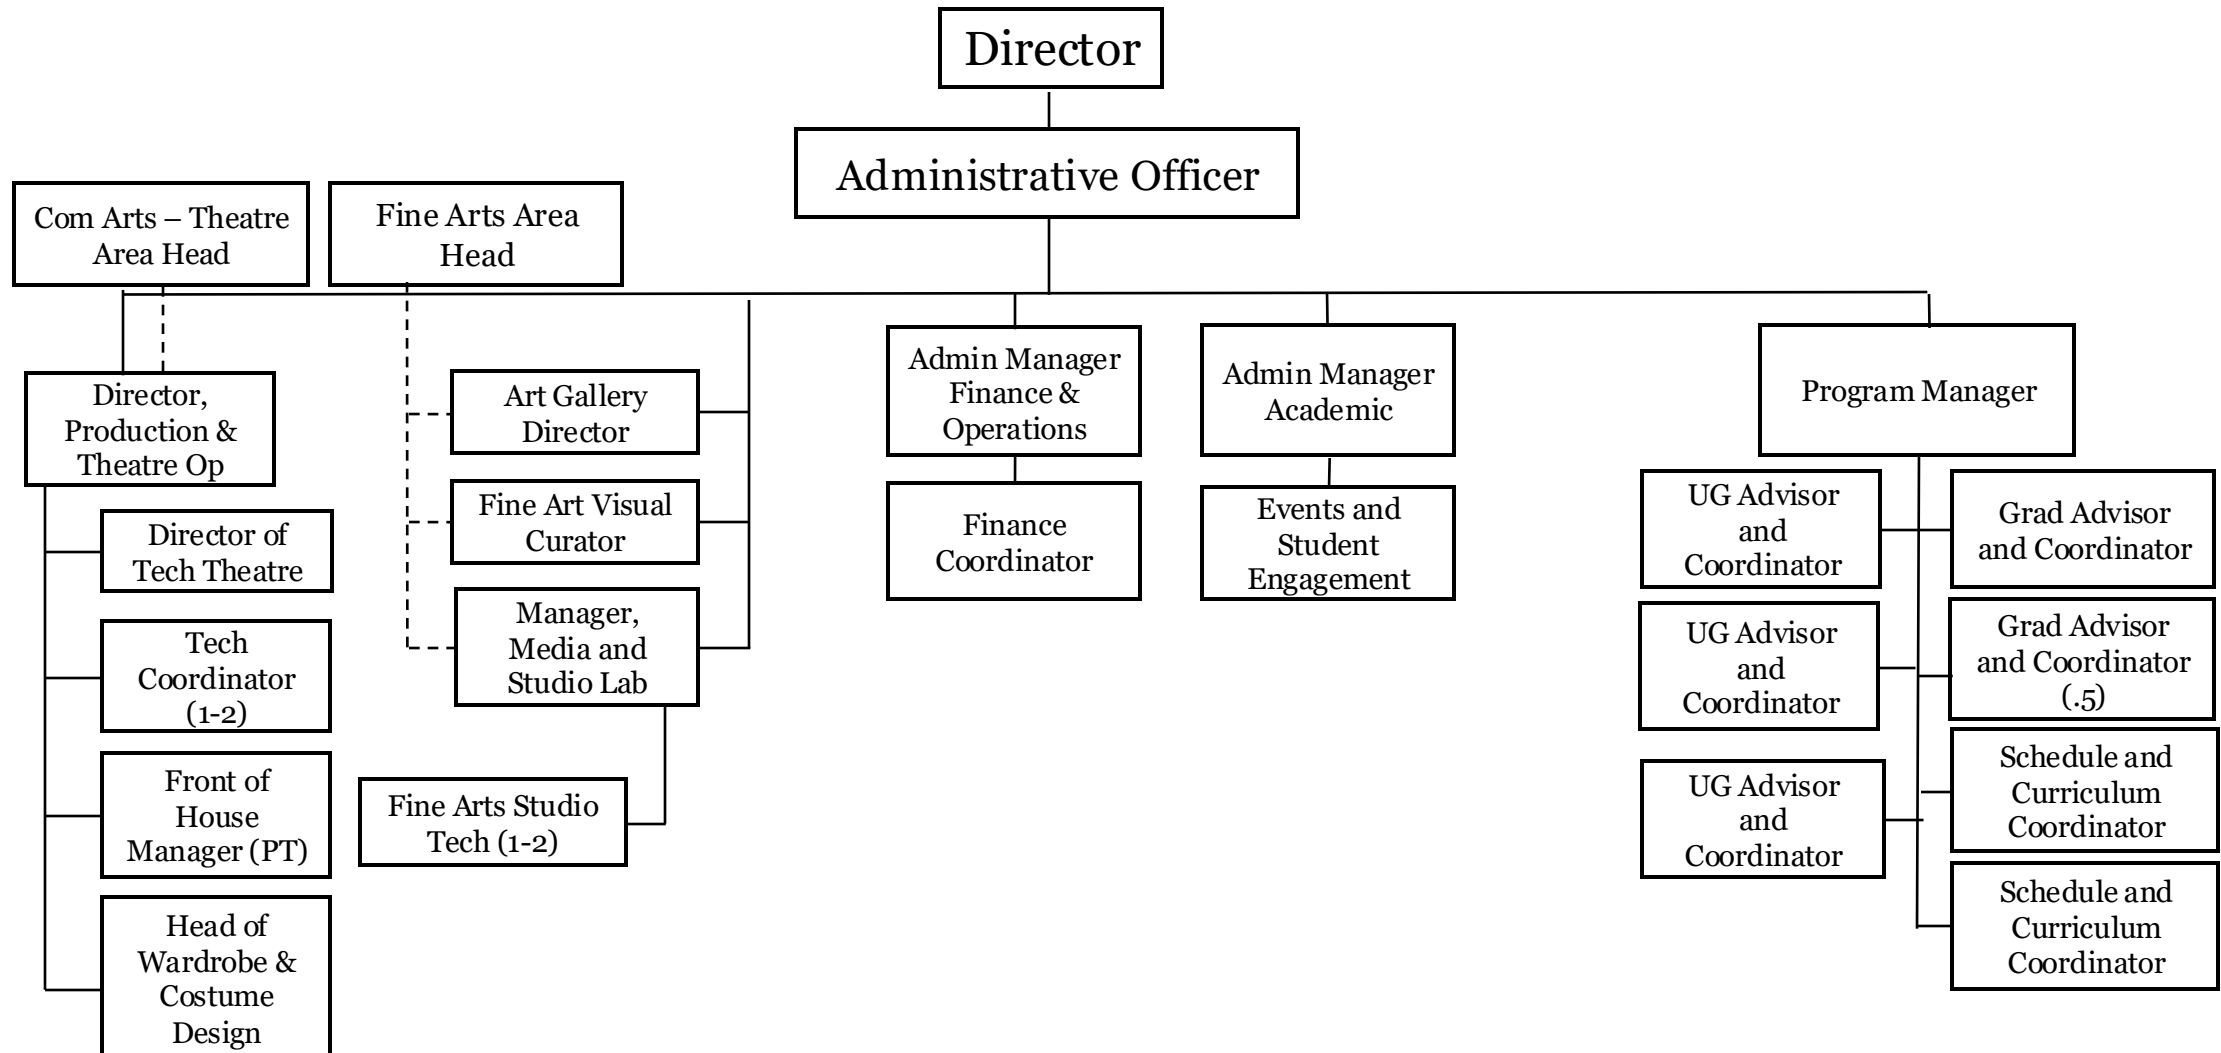 Director
Administrative Officer
Com Arts – Theatre
Area Head
Fine Arts Area
Head
Director,
Production &
Theatre Op
Director of
Tech Theatre
Tech
Coordinator
(1-2)
Front of
House
Manager (PT)
Head of
Wardrobe &
Costume
Design
Art Gallery
Director
Fine Art Visual
Curator
Manager,
Media and
Studio Lab
Fine Arts Studio
Tech (1-2)
Admin Manager
Finance &
Operations
Finance
Coordinator
Admin Manager
Academic
Events and
Student
Engagement
Program Manager
UG Advisor
and
Coordinator
UG Advisor
and
Coordinator
UG Advisor
and
Coordinator
Grad Advisor
and Coordinator
Grad Advisor
and Coordinator
(.5)
Schedule and
Curriculum
Coordinator
Schedule and
Curriculum
Coordinator